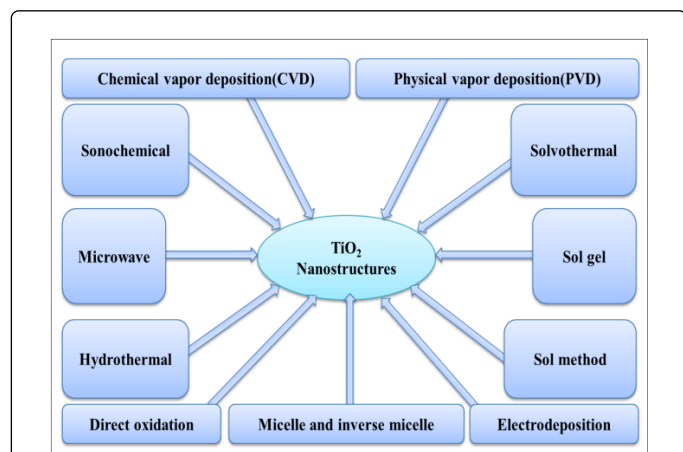 Chemical vapor deposition(CVD)
Physical vapor deposition(PVD)
Sonochemical
Solvothermal
TiO₂
Nanostructures
Microwave
Sol gel
Hydrothermal
Sol method
Direct oxidation
Micelle and inverse micelle
Electrodeposition